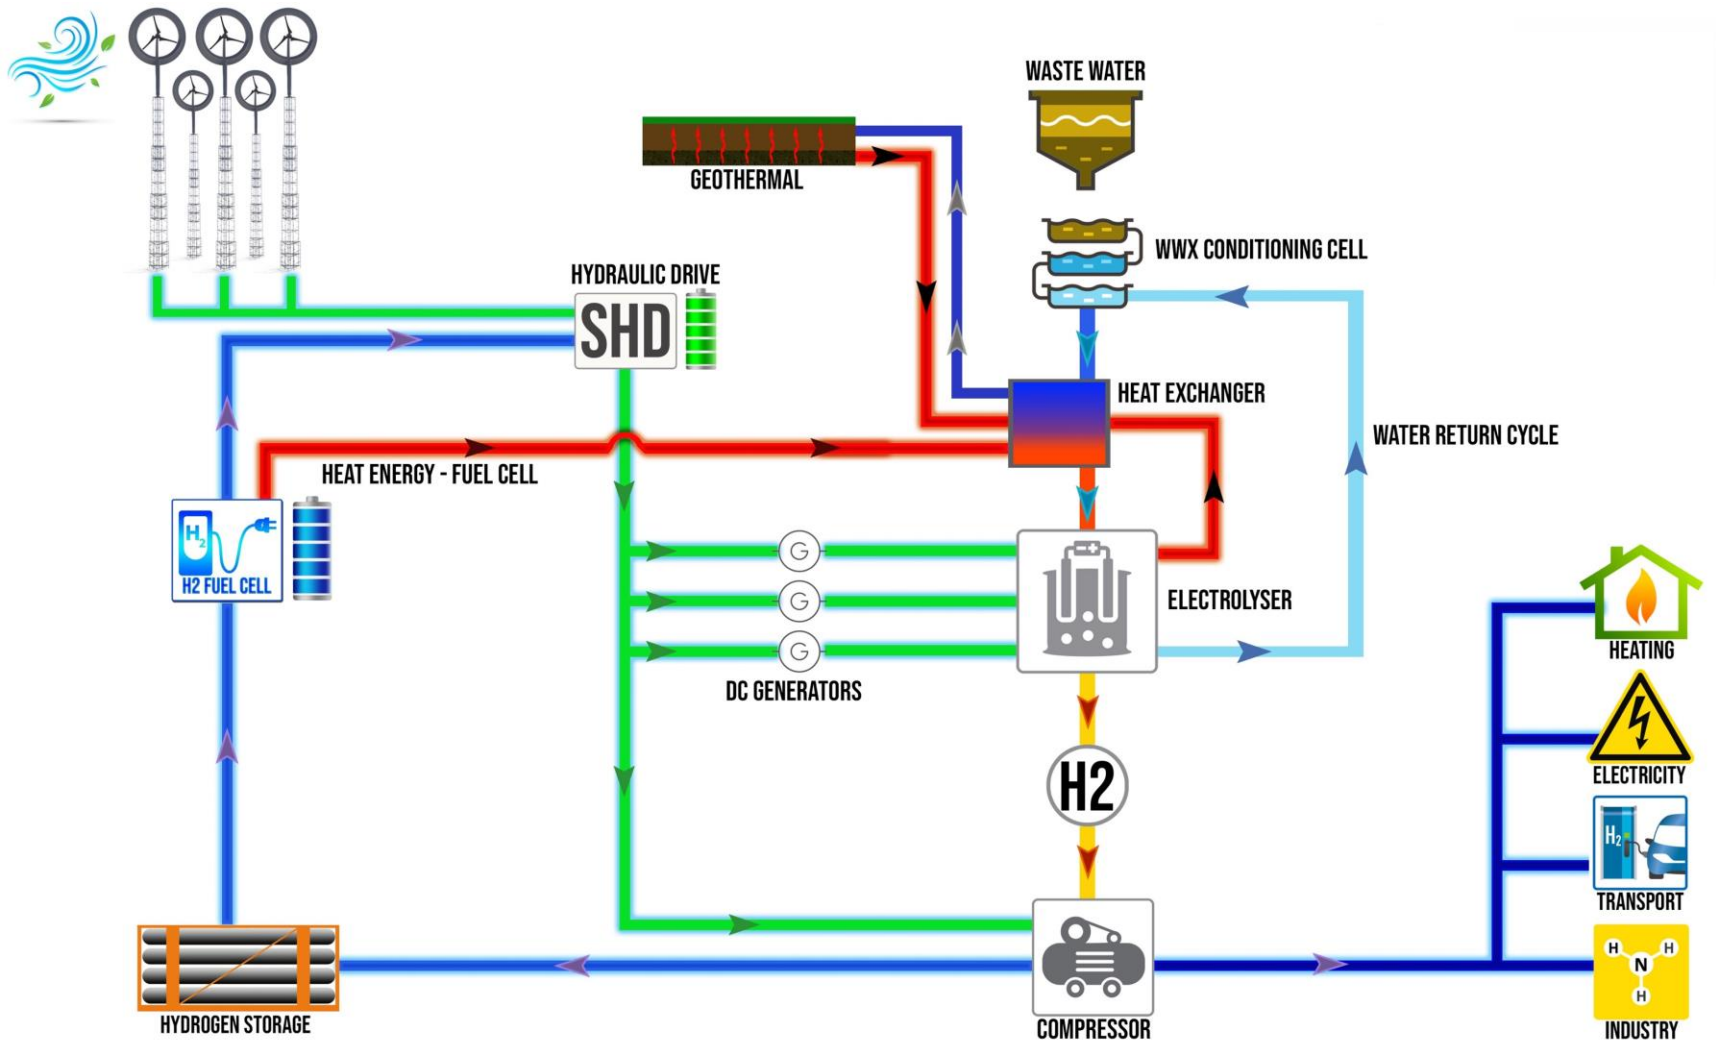 WASTE WATER
GEOTHERMAL
WWX CONDITIONING CELL
HYDRAULIC DRIVE
SHD
HEAT EXCHANGER
WATER RETURN CYCLE
HEAT ENERGY - FUEL CELL
H2
H2 FUEL CELL
G
G
G
DC GENERATORS
ELECTROLYSER
HEATING
H2
ELECTRICITY
H2
TRANSPORT
H H
N
H
INDUSTRY
HYDROGEN STORAGE
COMPRESSOR